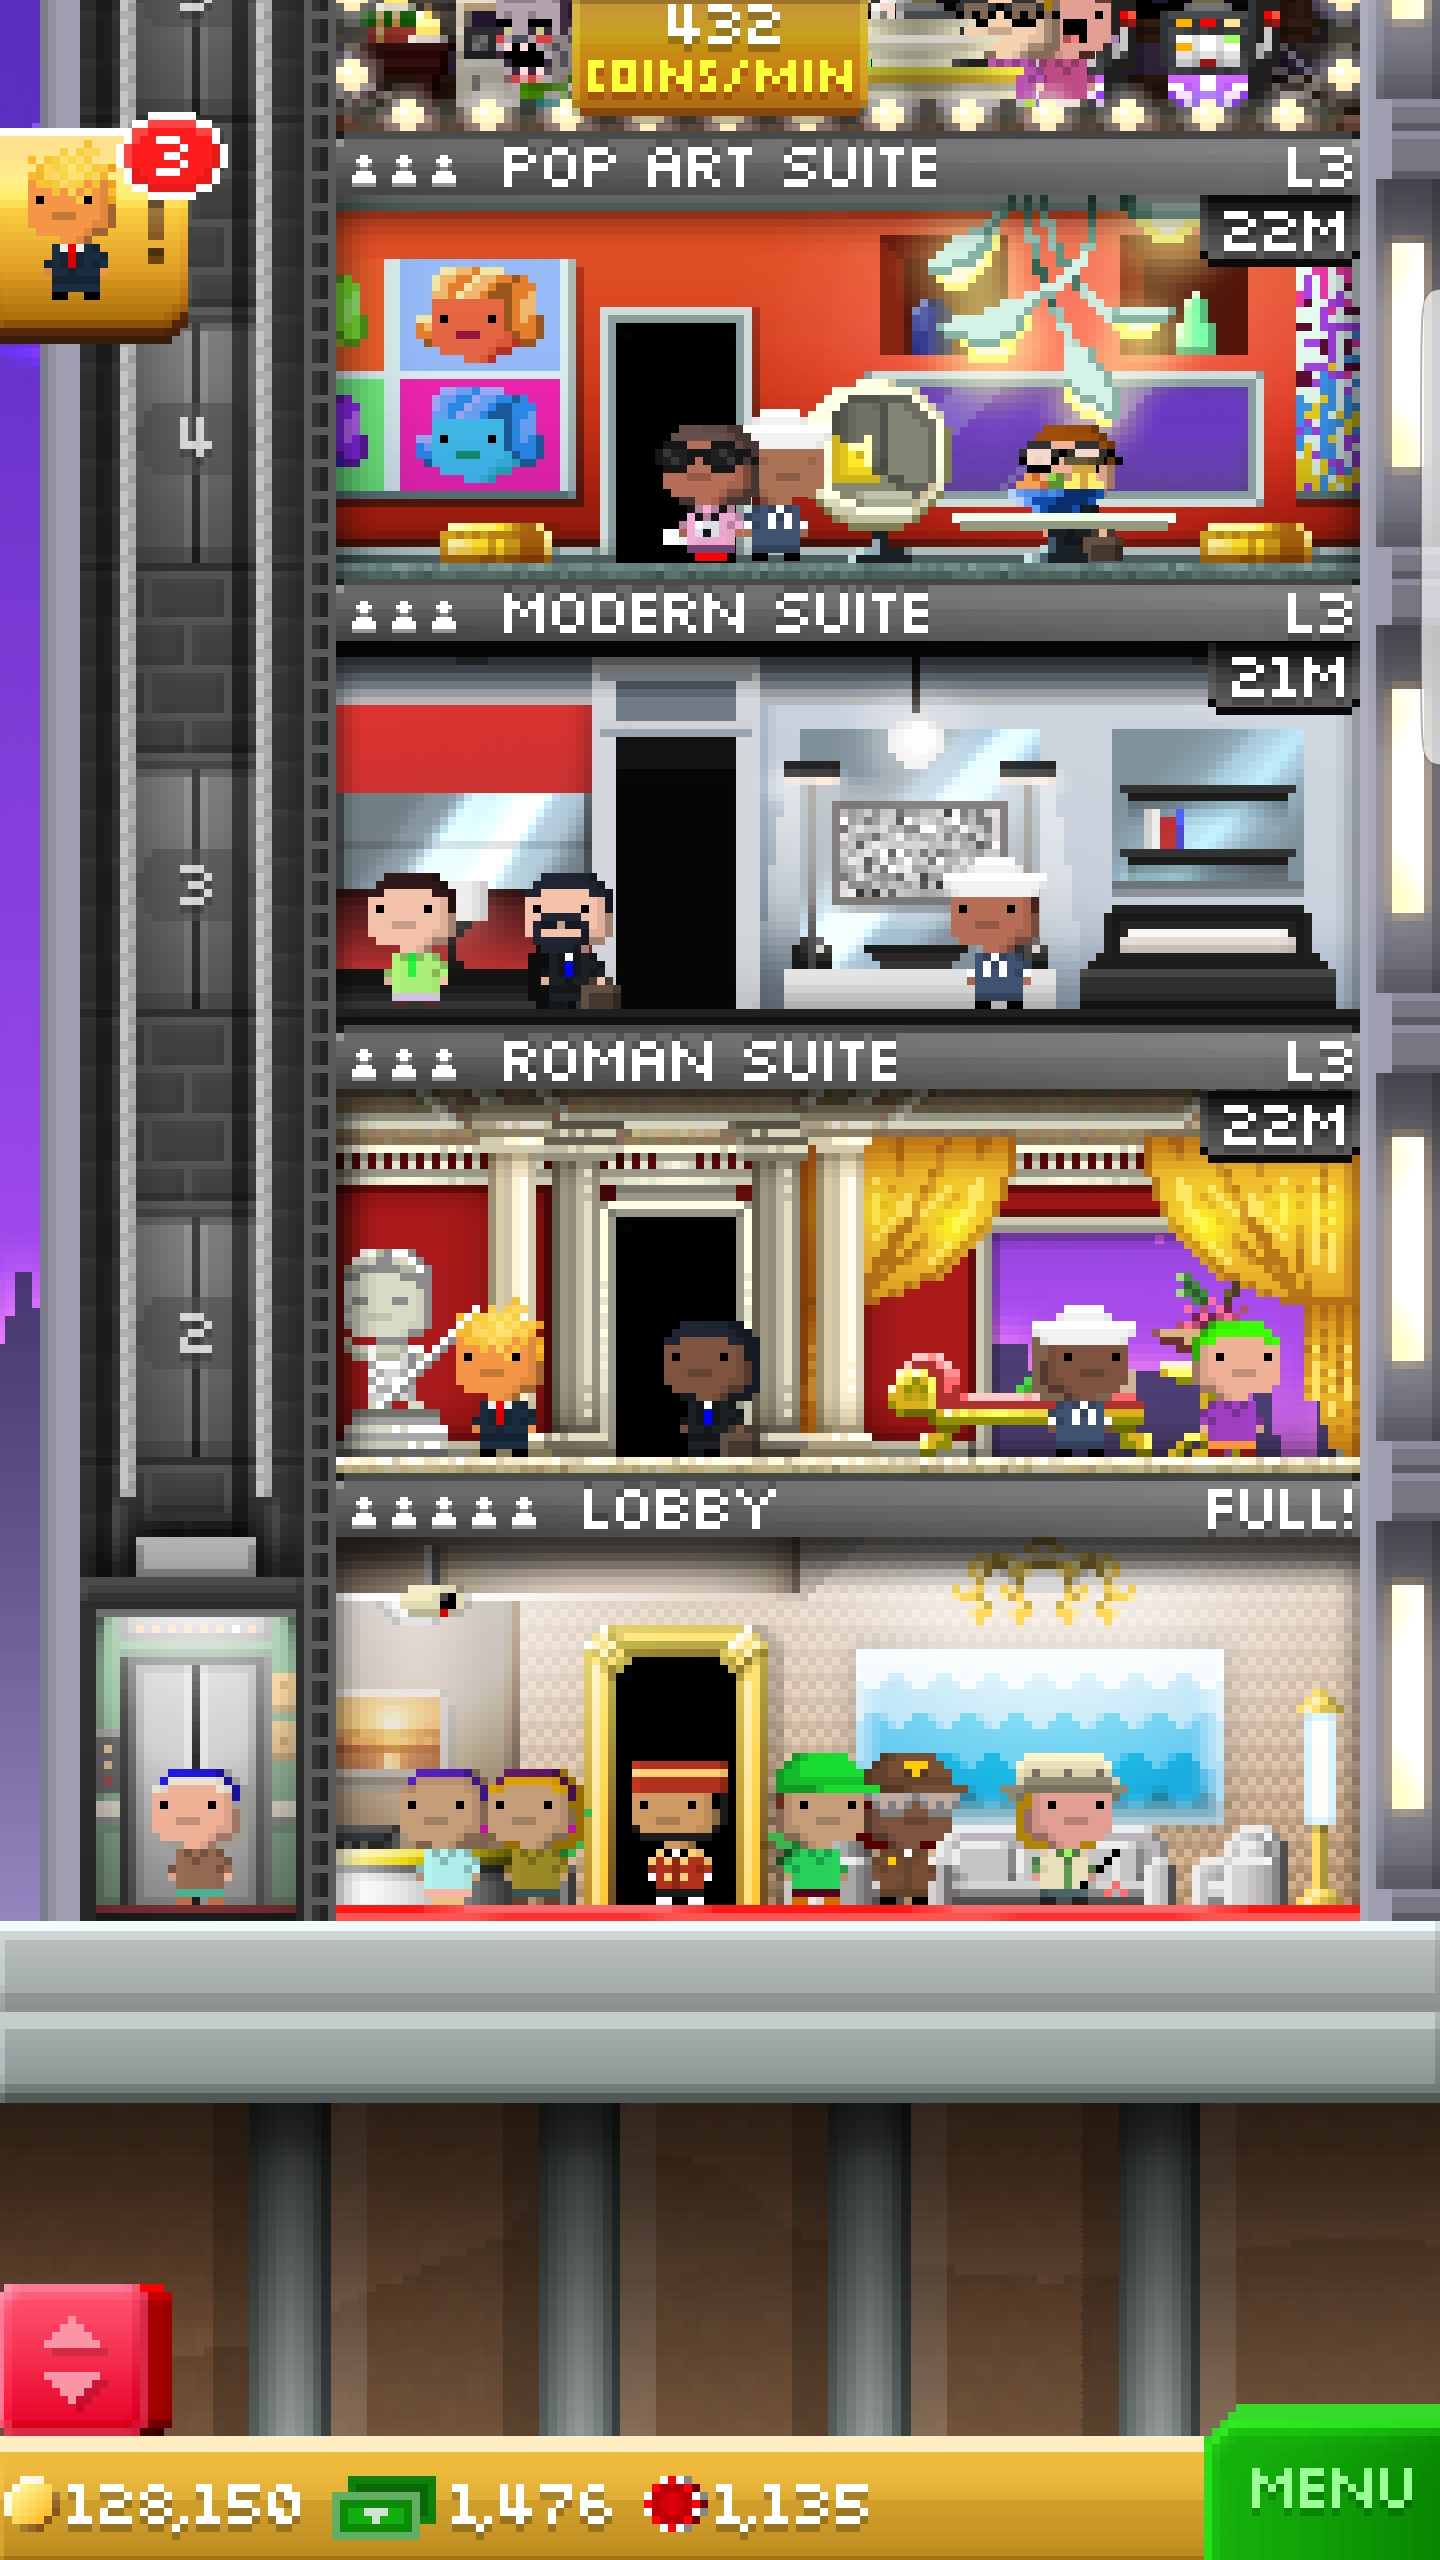 432
COINS/MIN
3
!
POP ART SUITE L3
22M
4
MODERN SUITE L3
21M
3
ROMAN SUITE L3
22M
2
LOBBY FULL!
128,150 1,476 1,135
MENU